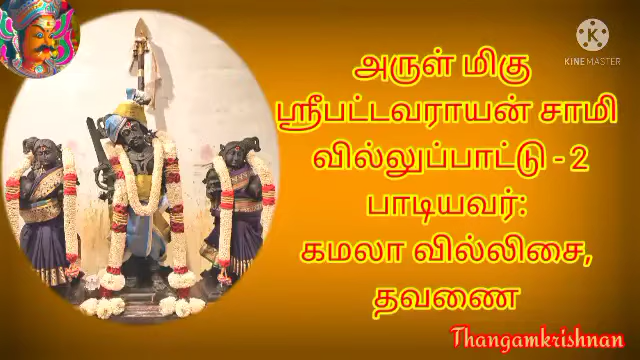 KINEMASTER
அருள் மிகு
ஸ்ரீபட்டவராயன் சாமி
வில்லுப்பாட்டு - 2
பாடியவர்:
கமலா வில்லிசை,
தவணை
Thangamkrishnan